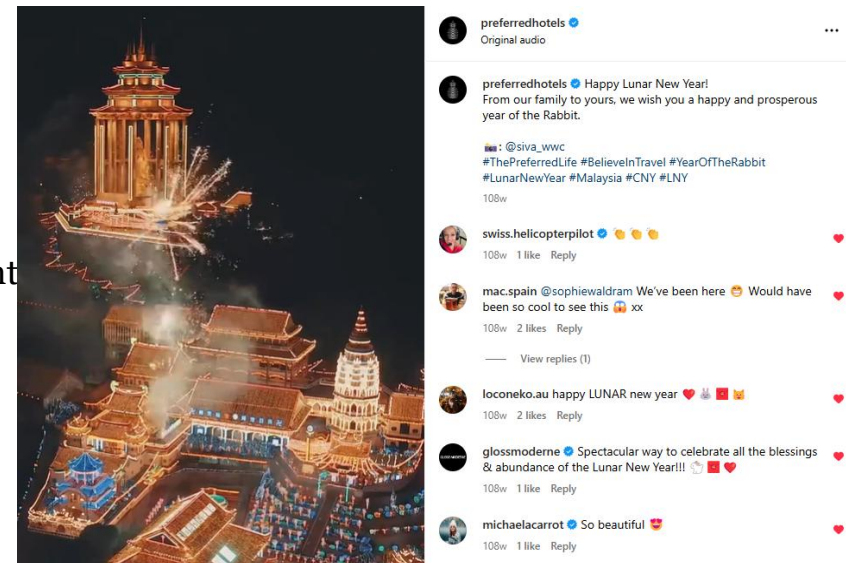 preferredhotels
Original audio
preferredhotels Happy Lunar New Year!
From our family to yours, we wish you a happy and prosperous
year of the Rabbit.
📷: @siva_wwc
#ThePreferredLife #BelieveInTravel #YearOfTheRabbit
#LunarNewYear #Malaysia #CNY #LNY
108w
swiss.helicopterpilot 👏 👏 👏
108w 1 like Reply
mac.spain @sophiewaldram We've been here 😁 Would have
been so cool to see this 😱 xx
108w 2 likes Reply
View replies (1)
nt
loconeko.au happy LUNAR new year ❤️ 🐰 🧧 🐱
108w 2 likes Reply
glossmoderne Spectacular way to celebrate all the blessings
& abundance of the Lunar New Year!!! 🐇 🧧 ❤️
108w 1 like Reply
michaelacarrot So beautiful 😍
108w 1 like Reply